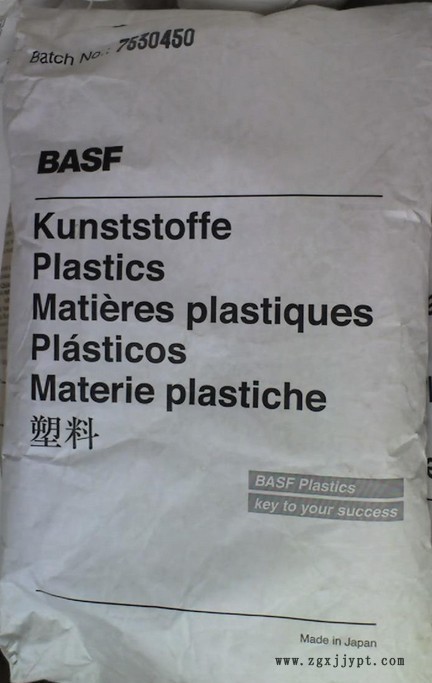 Batch No.: 7530450
BASF
Kunststoffe
Plastics
Matières plastiques
Plásticos
Materie plastiche
塑料
BASF Plastics
key to your success
Made in Japan
www.zgxjjypt.com